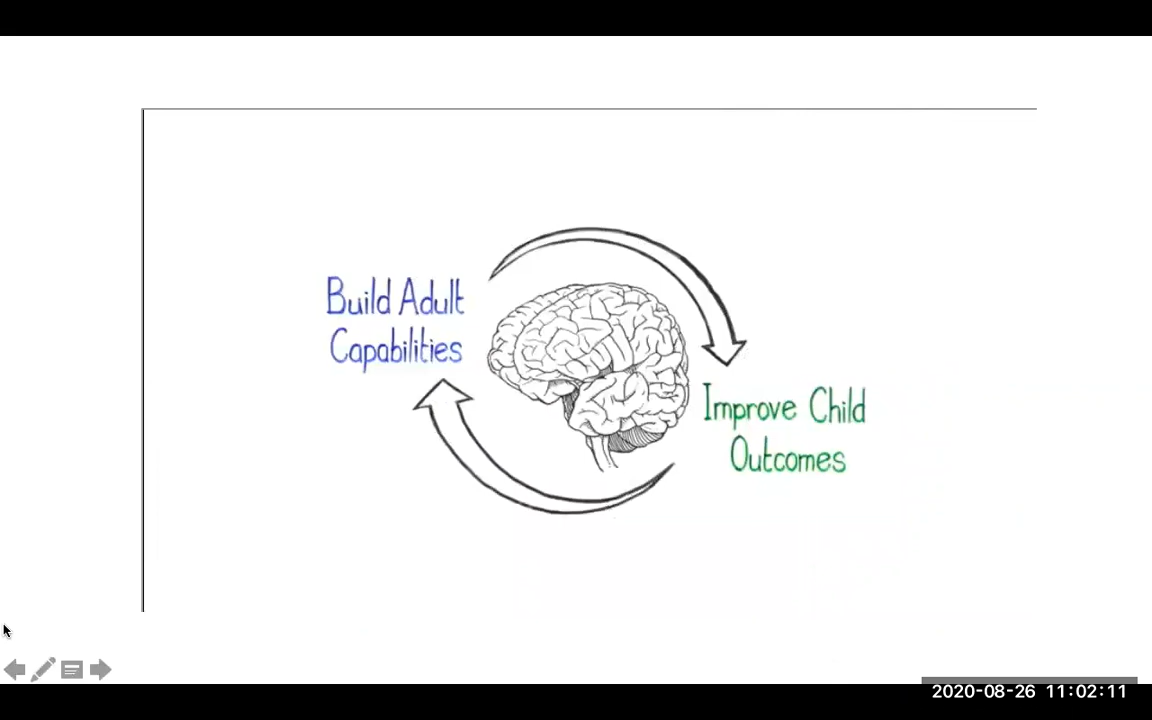 Build Adult
Capabilities
Improve Child
Outcomes
2020-08-26 11:02:11